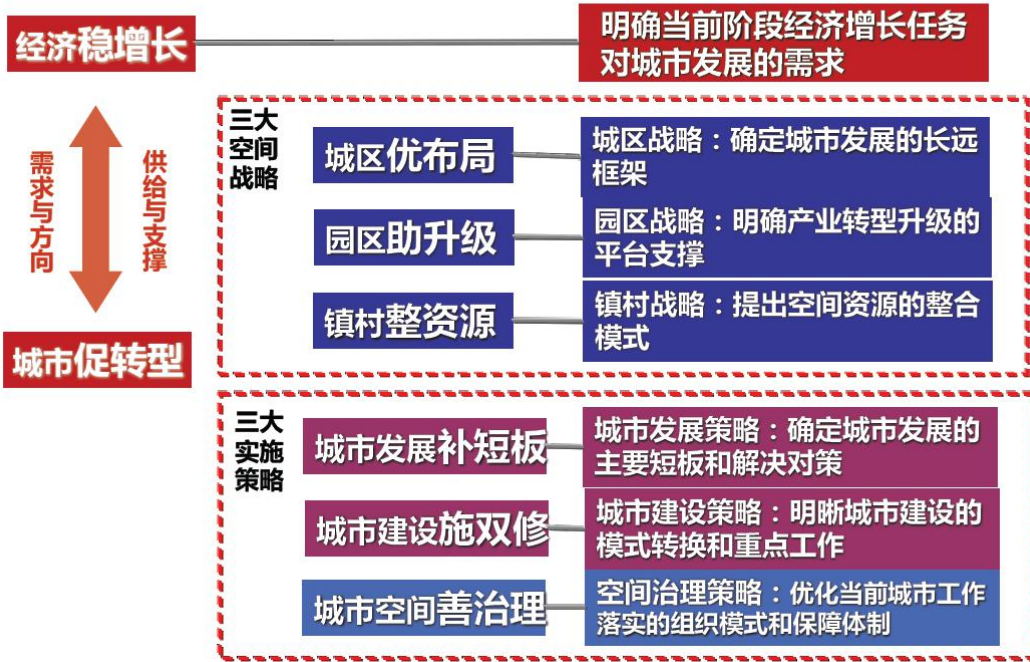 经济稳增长
明确当前阶段经济增长任务
对城市发展的需求
需求与方向
供给与支撑
城市促转型
三大
空间
战略
城区优布局
城区战略：确定城市发展的长远
框架
园区助升级
园区战略：明确产业转型升级的
平台支撑
镇村整资源
镇村战略：提出空间资源的整合
模式
三大
实施
策略
城市发展补短板
城市发展策略：确定城市发展的
主要短板和解决对策
城市建设施双修
城市建设策略：明晰城市建设的
模式转换和重点工作
城市空间善治理
空间治理策略：优化当前城市工作
落实的组织模式和保障体制